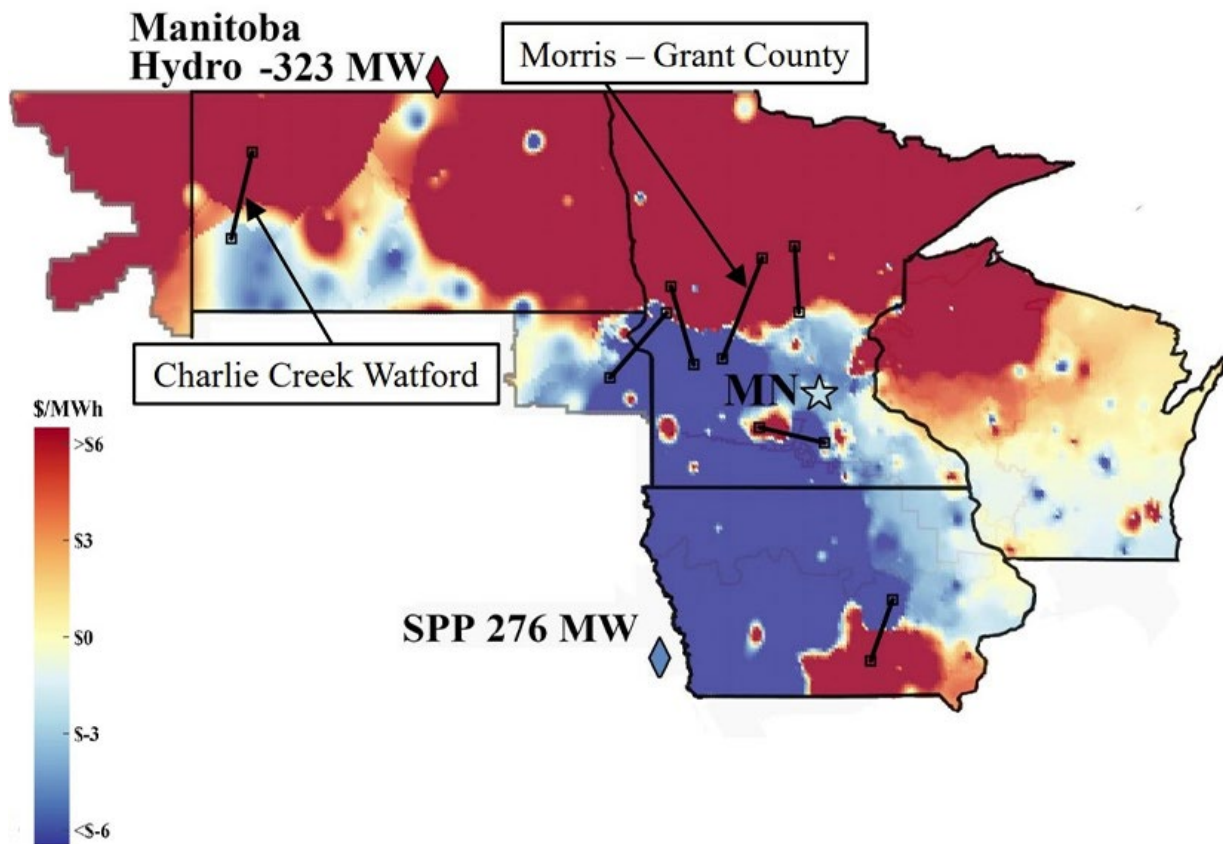 Manitoba
Hydro -323 MW
Morris – Grant County
Charlie Creek Watford
MN
$/MWh
>$6
$3
$0
$-3
<$-6
SPP 276 MW